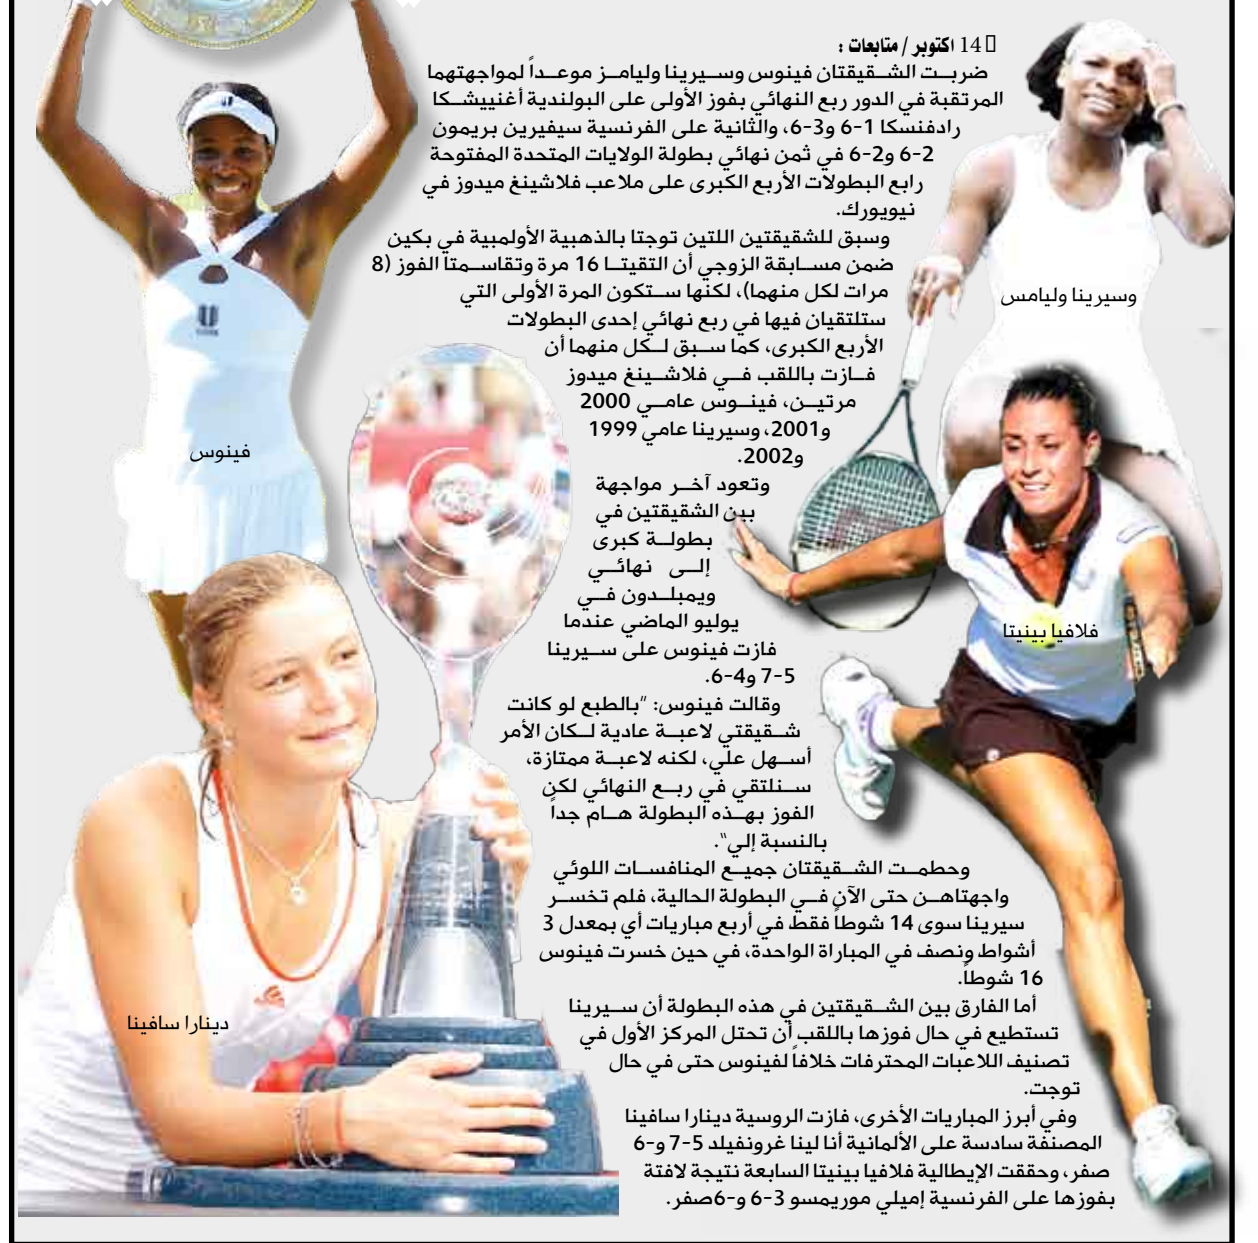 14 اكتوبر / متابعات :
ضربت الشقيقتان فينوس وسيرينا وليامز موعداً لمواجهتهما
المرتقبة في الدور ربع النهائي بفوز الأولى على البولندية أغنييشكا
رادفنسكا 1-6 و3-6، والثانية على الفرنسية سيفيرين بريمون
6-2 و2-6 في ثمن نهائي بطولة الولايات المتحدة المفتوحة
رابع البطولات الأربع الكبرى على ملاعب فلاشينغ ميدوز في
نيويورك.
وسبق للشقيقتين اللتين توجتا بالذهبية الأولمبية في بكين
ضمن مسابقة الزوجي أن التقيتا 16 مرة وتقاسمتا الفوز (8
مرات لكل منهما)، لكنها ستكون المرة الأولى التي
ستلتقيان فيها في ربع نهائي إحدى البطولات
الأربع الكبرى، كما سبق لكل منهما أن
فازت باللقب في فلاشينغ ميدوز
مرتين، فينوس عامي 2000
و2001، وسيرينا عامي 1999
و2002.
وتعود آخر مواجهة
بين الشقيقتين في
بطولة كبرى
إلى نهائي
ويمبلدون في
يوليو الماضي عندما
فازت فينوس على سيرينا
7-5 و4-6.
وقالت فينوس: "بالطبع لو كانت
شقيقتي لاعبة عادية لكان الأمر
أسهل علي، لكنه لاعبة ممتازة،
سنلتقي في ربع النهائي لكن
الفوز بهذه البطولة هام جداً
بالنسبة إلي".
وحطمت الشقيقتان جميع المنافسات اللوئي
واجهتاهن حتى الآن في البطولة الحالية، فلم تخسر
سيرينا سوى 14 شوطاً فقط في أربع مباريات أي بمعدل 3
أشواط ونصف في المباراة الواحدة، في حين خسرت فينوس
16 شوطاً.
أما الفارق بين الشقيقتين في هذه البطولة أن سيرينا
تستطيع في حال فوزها باللقب أن تحتل المركز الأول في
تصنيف اللاعبات المحترفات خلافاً لفينوس حتى في حال
توجت.
وفي أبرز المباريات الأخرى، فازت الروسية دينارا سافينا
المصنفة سادسة على الألمانية أنا لينا غرونفيلد 5-7 و-6
صفر، وحققت الإيطالية فلافيا بينيتا السابعة نتيجة لافتة
بفوزها على الفرنسية إميلي موريمسو 3-6 و-6صفر.
وسيرينا وليامس
فينوس
فلافيا بينيتا
دينارا سافينا